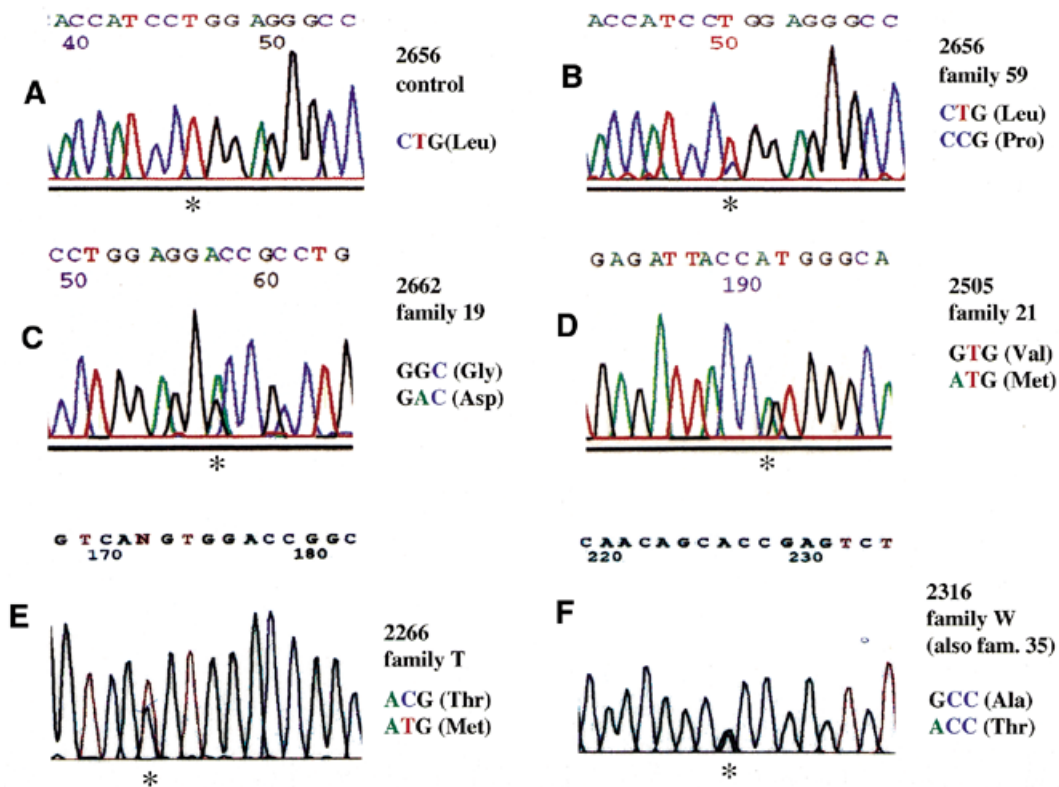 ACCATCCTGGAGGGCC
40 50
A
2656
control
CTG(Leu)
*
ACCATCCTGGAGGGCC
50
B
2656
family 59
CTG (Leu)
CCG (Pro)
*
CCTGGAGGACCGCCTG
50 60
C
2662
family 19
GGC (Gly)
GAC (Asp)
*
GAGATTACCATGGGCA
190
D
2505
family 21
GTG (Val)
ATG (Met)
*
GTCANGTGGACCGGC
170 180
E
2266
family T
ACG (Thr)
ATG (Met)
*
CAACAGCACCGAGTCT
220 230
F
2316
family W
(also fam. 35)
GCC (Ala)
ACC (Thr)
*